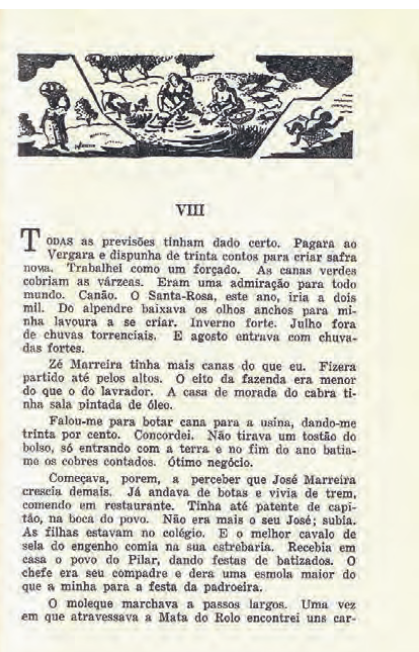 VIII
TODAS as previsões tinham dado certo. Pagara ao
Vergara e dispunha de trinta contos para criar safra
nova. Trabalhei como um forçado. As canas verdes
cobriam as várzeas. Eram uma admiração para todo
mundo. Canão. O Santa-Rosa, este ano, iria a dois
mil. Do alpendre baixava os olhos anchos para mi-
nha lavoura a se criar. Inverno forte. Julho fora
de chuvas torrenciais. E agosto entrava com chuva-
das fortes.
Zé Marreira tinha mais canas do que eu. Fizera
partido até pelos altos. O eito da fazenda era menor
do que o do lavrador. A casa de morada do cabra ti-
nha sala pintada de óleo.
Falou-me para botar cana para a usina, dando-me
trinta por cento. Concordei. Não tirava um tostão do
bolso, só entrando com a terra e no fim do ano batia-
me os cobres contados. Ótimo negócio.
Começava, porem, a perceber que José Marreira
crescia demais. Já andava de botas e vivia de trem,
comendo em restaurante. Tinha até patente de capi-
tão, na boca do povo. Não era mais o seu José; subia.
As filhas estavam no colégio. E o melhor cavalo de
sela do engenho comia na sua estrebaria. Recebia em
casa o povo do Pilar, dando festas de batizados. O
chefe era seu compadre e dera uma esmola maior do
que a minha para a festa da padroeira.
O moleque marchava a passos largos. Uma vez
em que atravessava a Mata do Rolo encontrei uns car-